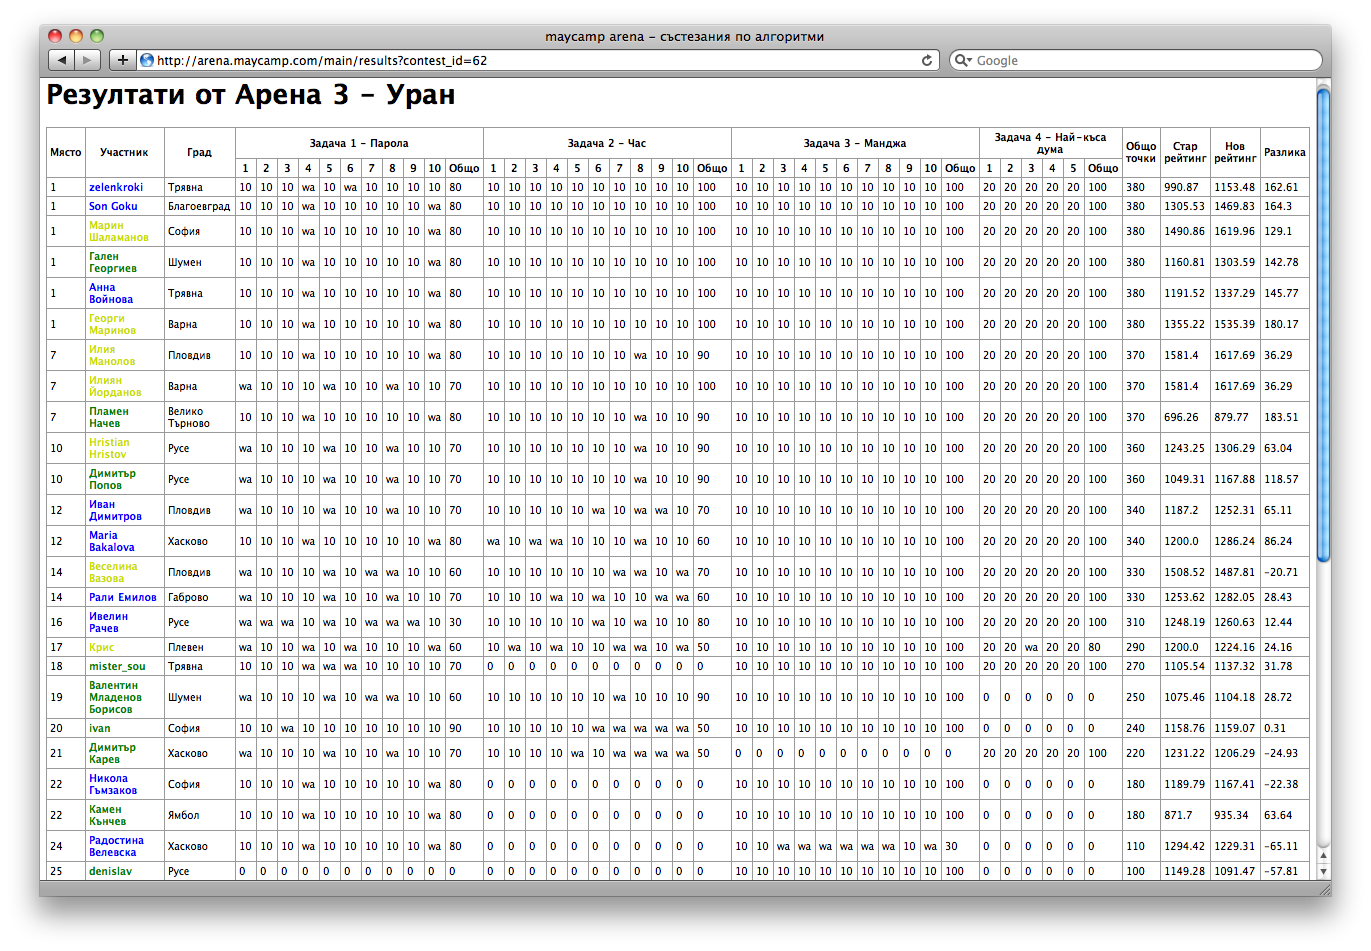 maycamp arena – състезания по алгоритми
http://arena.maycamp.com/main/results?contest_id=62
Google
Резултати от Арена 3 – Уран
Място Участник Град Задача 1 – Парола Задача 2 – Час Задача 3 – Манджа Задача 4 – Най-къса дума Общо точки Стар рейтинг Нов рейтинг Разлика
1 2 3 4 5 6 7 8 9 10 Общо 1 2 3 4 5 6 7 8 9 10 Общо 1 2 3 4 5 6 7 8 9 10 Общо 1 2 3 4 5 Общо
1 zelenkroki Трявна 10 10 10 wa 10 wa 10 10 10 10 80 10 10 10 10 10 10 10 10 10 10 100 10 10 10 10 10 10 10 10 10 10 100 20 20 20 20 20 100 380 990.87 1153.48 162.61
1 Son Goku Благоевград 10 10 10 wa 10 10 10 10 10 wa 80 10 10 10 10 10 10 10 10 10 10 100 10 10 10 10 10 10 10 10 10 10 100 20 20 20 20 20 100 380 1305.53 1469.83 164.3
1 Марин Шаламанов София 10 10 10 wa 10 10 10 10 10 wa 80 10 10 10 10 10 10 10 10 10 10 100 10 10 10 10 10 10 10 10 10 10 100 20 20 20 20 20 100 380 1490.86 1619.96 129.1
1 Гален Георгиев Шумен 10 10 10 wa 10 10 10 10 10 wa 80 10 10 10 10 10 10 10 10 10 10 100 10 10 10 10 10 10 10 10 10 10 100 20 20 20 20 20 100 380 1160.81 1303.59 142.78
1 Анна Войнова Трявна 10 10 10 wa 10 10 10 10 10 wa 80 10 10 10 10 10 10 10 10 10 10 100 10 10 10 10 10 10 10 10 10 10 100 20 20 20 20 20 100 380 1191.52 1337.29 145.77
1 Георги Маринов Варна 10 10 10 wa 10 10 10 10 10 wa 80 10 10 10 10 10 10 10 10 10 10 100 10 10 10 10 10 10 10 10 10 10 100 20 20 20 20 20 100 380 1355.22 1535.39 180.17
7 Илия Манолов Пловдив 10 10 10 wa 10 10 10 10 10 wa 80 10 10 10 10 10 10 10 wa 10 10 90 10 10 10 10 10 10 10 10 10 10 100 20 20 20 20 20 100 370 1581.4 1617.69 36.29
7 Илиян Йорданов Варна wa 10 10 10 wa 10 10 wa 10 10 70 10 10 10 10 10 10 10 10 10 10 100 10 10 10 10 10 10 10 10 10 10 100 20 20 20 20 20 100 370 1581.4 1617.69 36.29
7 Пламен Начев Велико Търново 10 10 10 wa 10 10 10 10 10 wa 80 10 10 10 10 10 10 10 wa 10 10 90 10 10 10 10 10 10 10 10 10 10 100 20 20 20 20 20 100 370 696.26 879.77 183.51
10 Hristian Hristov Русе wa 10 10 10 wa 10 10 wa 10 10 70 10 10 10 10 10 10 10 wa 10 10 90 10 10 10 10 10 10 10 10 10 10 100 20 20 20 20 20 100 360 1243.25 1306.29 63.04
10 Димитър Попов Русе wa 10 10 10 wa 10 10 wa 10 10 70 10 10 10 10 10 10 10 wa 10 10 90 10 10 10 10 10 10 10 10 10 10 100 20 20 20 20 20 100 360 1049.31 1167.88 118.57
12 Иван Димитров Пловдив wa 10 10 10 wa 10 10 wa 10 10 70 10 10 10 10 10 wa 10 wa wa 10 70 10 10 10 10 10 10 10 10 10 10 100 20 20 20 20 20 100 340 1187.2 1252.31 65.11
12 Maria Bakalova Хасково 10 10 10 wa 10 10 10 10 10 wa 80 wa 10 wa wa 10 10 10 wa 10 10 60 10 10 10 10 10 10 10 10 10 10 100 20 20 20 20 20 100 340 1200.0 1286.24 86.24
14 Веселина Вазова Пловдив wa 10 10 10 wa 10 wa wa 10 10 60 10 10 10 10 10 10 wa wa 10 wa 70 10 10 10 10 10 10 10 10 10 10 100 20 20 20 20 20 100 330 1508.52 1487.81 -20.71
14 Рали Емилов Габрово wa 10 10 10 wa 10 10 wa 10 10 70 10 10 10 wa 10 wa 10 10 wa wa 60 10 10 10 10 10 10 10 10 10 10 100 20 20 20 20 20 100 330 1253.62 1282.05 28.43
16 Ивелин Рачев Русе wa wa wa 10 wa 10 wa wa wa 10 30 10 10 10 10 10 wa 10 wa 10 10 80 10 10 10 10 10 10 10 10 10 10 100 20 20 20 20 20 100 310 1248.19 1260.63 12.44
17 Крис Плевен 10 10 10 wa wa 10 10 10 wa wa 60 10 wa 10 wa 10 10 wa wa 10 wa 50 10 10 10 10 10 10 10 10 10 10 100 20 20 wa 20 20 80 290 1200.0 1224.16 24.16
18 mister_sou Трявна 10 10 10 wa wa wa 10 10 10 10 70 0 0 0 0 0 0 0 0 0 0 0 10 10 10 10 10 10 10 10 10 10 100 20 20 20 20 20 100 270 1105.54 1137.32 31.78
19 Валентин Младенов Борисов Шумен wa 10 10 10 wa 10 wa wa 10 10 60 10 10 10 10 10 10 wa 10 10 10 90 10 10 10 10 10 10 10 10 10 10 100 0 0 0 0 0 0 250 1075.46 1104.18 28.72
20 ivan София 10 10 wa 10 10 10 10 10 10 10 90 10 10 10 10 10 wa wa wa wa wa 50 10 10 10 10 10 10 10 10 10 10 100 0 0 0 0 0 0 240 1158.76 1159.07 0.31
21 Димитър Карев Хасково wa 10 10 10 wa 10 10 wa 10 10 70 10 10 10 10 wa 10 wa wa wa wa 50 0 0 0 0 0 0 0 0 0 0 0 20 20 20 20 20 100 220 1231.22 1206.29 -24.93
22 Никола Гъмзаков София 10 10 10 wa 10 10 10 10 10 wa 80 0 0 0 0 0 0 0 0 0 0 0 10 10 10 10 10 10 10 10 10 10 100 0 0 0 0 0 0 180 1189.79 1167.41 -22.38
22 Камен Кънчев Ямбол 10 10 10 wa 10 10 10 10 10 wa 80 0 0 0 0 0 0 0 0 0 0 0 10 10 10 10 10 10 10 10 10 10 100 0 0 0 0 0 0 180 871.7 935.34 63.64
24 Радостина Велевска Хасково 10 10 10 wa 10 10 10 10 10 wa 80 0 0 0 0 0 0 0 0 0 0 0 10 10 wa wa wa wa wa wa 10 wa 30 0 0 0 0 0 0 110 1294.42 1229.31 -65.11
25 denislav Русе 0 0 0 0 0 0 0 0 0 0 0 0 0 0 0 0 0 0 0 0 0 0 10 10 10 10 10 10 10 10 10 10 100 0 0 0 0 0 0 100 1149.28 1091.47 -57.81